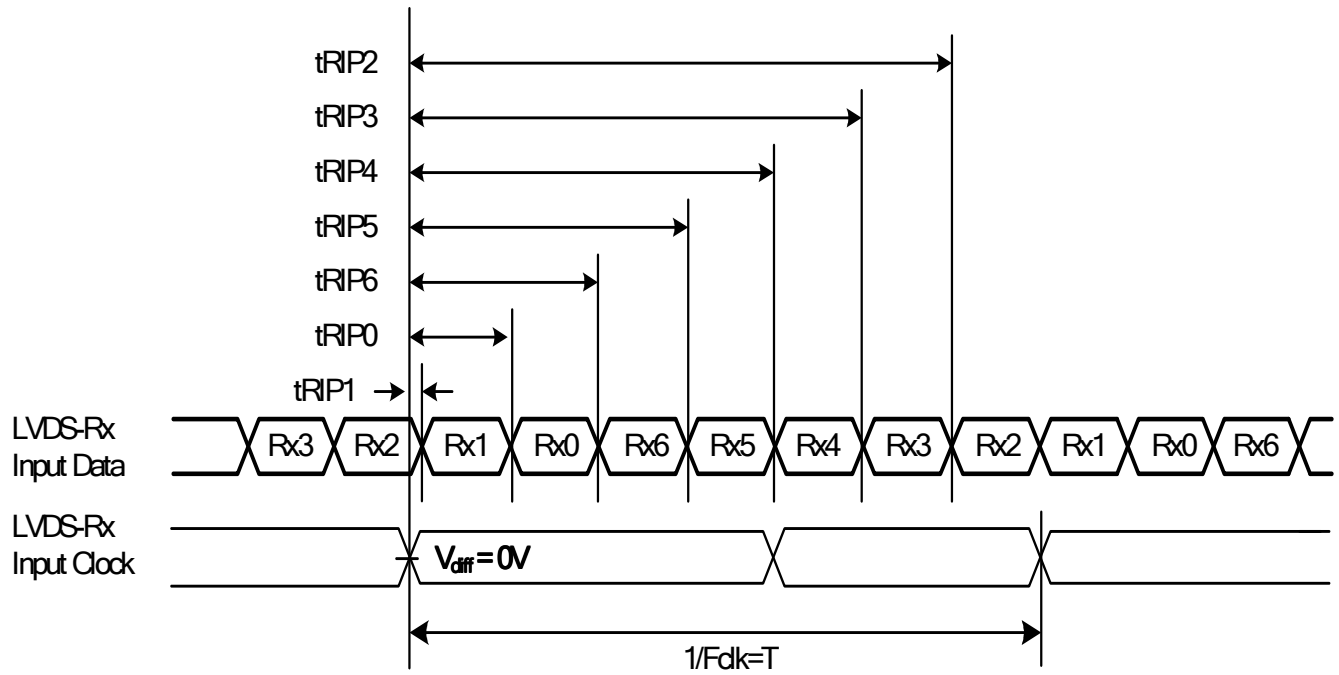 tRIP2
tRIP3
tRIP4
tRIP5
tRIP6
tRIP0
tRIP1
LVDS-Rx
Input Data
Rx3 Rx2 Rx1 Rx0 Rx6 Rx5 Rx4 Rx3 Rx2 Rx1 Rx0 Rx6
LVDS-Rx
Input Clock
Vdiff = 0V
1/Fclk=T